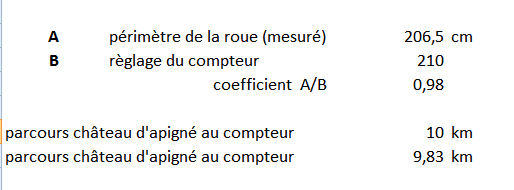 A périmètre de la roue (mesuré) 206,5 cm
B règlage du compteur 210
coefficient A/B 0,98
parcours château d'apigné au compteur 10 km
parcours château d'apigné au compteur 9,83 km